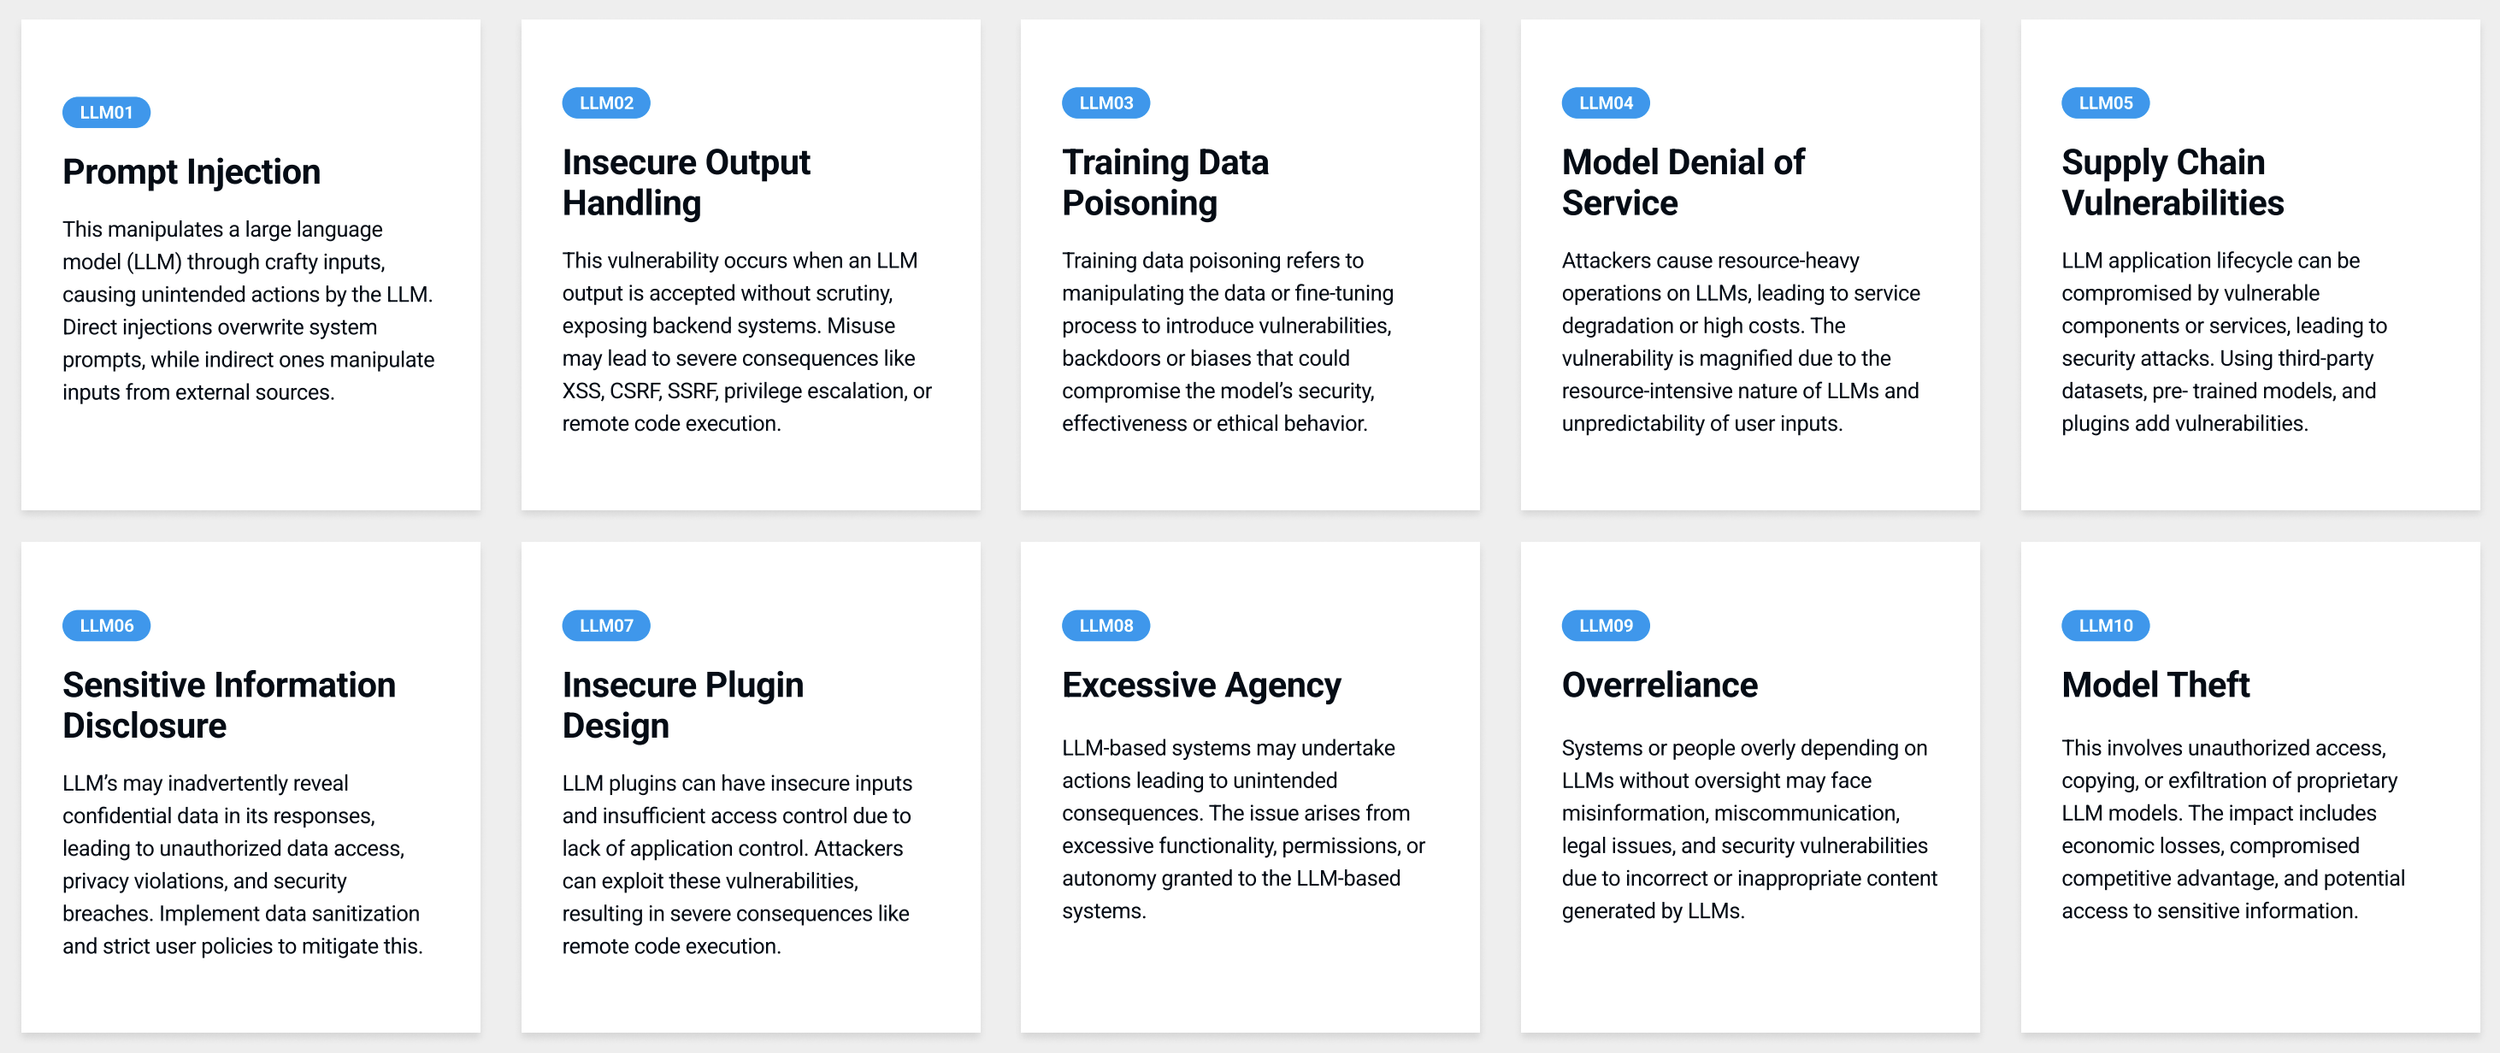 LLM01
Prompt Injection
This manipulates a large language
model (LLM) through crafty inputs,
causing unintended actions by the LLM.
Direct injections overwrite system
prompts, while indirect ones manipulate
inputs from external sources.
LLM02
Insecure Output
Handling
This vulnerability occurs when an LLM
output is accepted without scrutiny,
exposing backend systems. Misuse
may lead to severe consequences like
XSS, CSRF, SSRF, privilege escalation, or
remote code execution.
LLM03
Training Data
Poisoning
Training data poisoning refers to
manipulating the data or fine-tuning
process to introduce vulnerabilities,
backdoors or biases that could
compromise the model’s security,
effectiveness or ethical behavior.
LLM04
Model Denial of
Service
Attackers cause resource-heavy
operations on LLMs, leading to service
degradation or high costs. The
vulnerability is magnified due to the
resource-intensive nature of LLMs and
unpredictability of user inputs.
LLM05
Supply Chain
Vulnerabilities
LLM application lifecycle can be
compromised by vulnerable
components or services, leading to
security attacks. Using third-party
datasets, pre- trained models, and
plugins add vulnerabilities.
LLM06
Sensitive Information
Disclosure
LLM’s may inadvertently reveal
confidential data in its responses,
leading to unauthorized data access,
privacy violations, and security
breaches. Implement data sanitization
and strict user policies to mitigate this.
LLM07
Insecure Plugin
Design
LLM plugins can have insecure inputs
and insufficient access control due to
lack of application control. Attackers
can exploit these vulnerabilities,
resulting in severe consequences like
remote code execution.
LLM08
Excessive Agency
LLM-based systems may undertake
actions leading to unintended
consequences. The issue arises from
excessive functionality, permissions, or
autonomy granted to the LLM-based
systems.
LLM09
Overreliance
Systems or people overly depending on
LLMs without oversight may face
misinformation, miscommunication,
legal issues, and security vulnerabilities
due to incorrect or inappropriate content
generated by LLMs.
LLM10
Model Theft
This involves unauthorized access,
copying, or exfiltration of proprietary
LLM models. The impact includes
economic losses, compromised
competitive advantage, and potential
access to sensitive information.